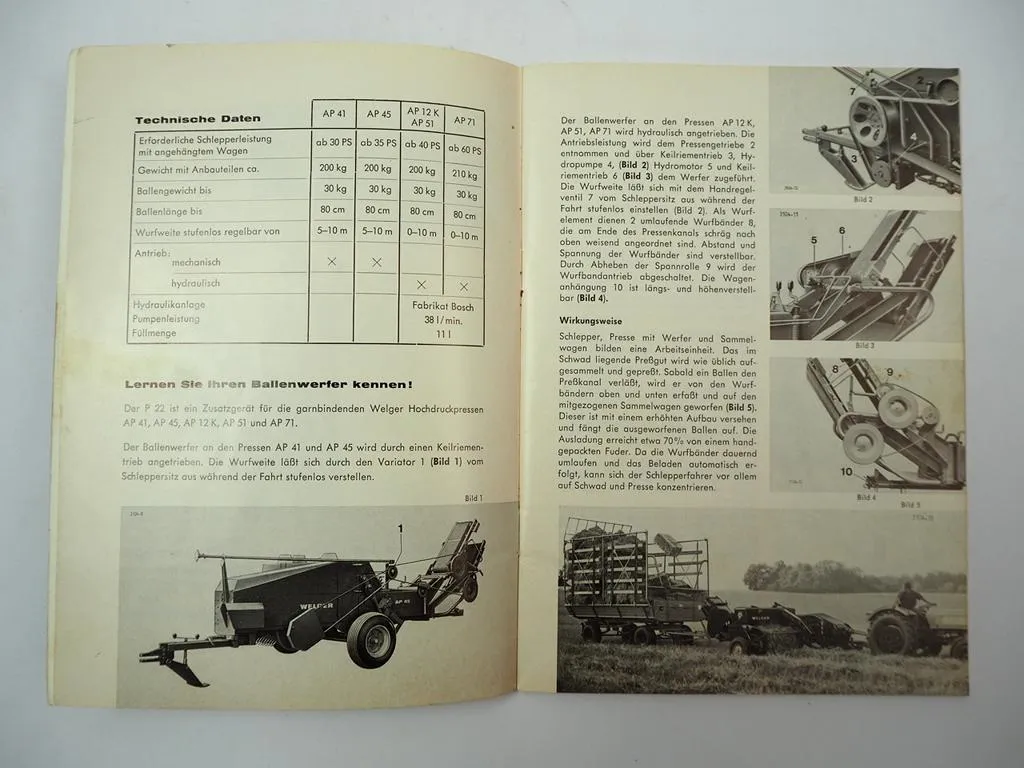 Technische Daten
AP 41 AP 45 AP 12 K AP 51 AP 71
Erforderliche Schlepperleistung
mit angehängtem Wagen ab 30 PS ab 35 PS ab 40 PS ab 60 PS
Gewicht mit Anbauteilen ca. 200 kg 200 kg 200 kg 210 kg
Ballengewicht bis 30 kg 30 kg 30 kg 30 kg
Ballenlänge bis 80 cm 80 cm 80 cm 80 cm
Wurfweite stufenlos regelbar von 5–10 m 5–10 m 0–10 m 0–10 m
Antrieb:
mechanisch × ×
hydraulisch × ×
Hydraulikanlage Fabrikat Bosch
Pumpenleistung 38 l/min.
Füllmenge 11 l
Lernen Sie Ihren Ballenwerfer kennen!
Der P 22 ist ein Zusatzgerät für die garnbindenden Welger Hochdruckpressen
AP 41, AP 45, AP 12 K, AP 51 und AP 71.
Der Ballenwerfer an den Pressen AP 41 und AP 45 wird durch einen Keilriemen-
trieb angetrieben. Die Wurfweite läßt sich durch den Variator 1 (Bild 1) vom
Schleppersitz aus während der Fahrt stufenlos verstellen.
Bild 1
1
WELGER
AP 45
Der Ballenwerfer an den Pressen AP 12 K,
AP 51, AP 71 wird hydraulisch angetrieben. Die
Antriebsleistung wird dem Pressengetriebe 2
entnommen und über Keilriementrieb 3, Hy-
dropumpe 4, (Bild 2) Hydromotor 5 und Keil-
riementrieb 6 (Bild 3) dem Werfer zugeführt.
Die Wurfweite läßt sich mit dem Handregel-
ventil 7 vom Schleppersitz aus während der
Fahrt stufenlos einstellen (Bild 2). Als Wurf-
element dienen 2 umlaufende Wurfbänder 8,
die am Ende des Pressenkanals schräg nach
oben weisend angeordnet sind. Abstand und
Spannung der Wurfbänder sind verstellbar.
Durch Abheben der Spannrolle 9 wird der
Wurfbandantrieb abgeschaltet. Die Wagen-
anhängung 10 ist längs- und höhenverstell-
bar (Bild 4).
Wirkungsweise
Schlepper, Presse mit Werfer und Sammel-
wagen bilden eine Arbeitseinheit. Das im
Schwad liegende Preßgut wird wie üblich auf-
gesammelt und gepreßt. Sobald ein Ballen den
Preßkanal verläßt, wird er von den Wurf-
bändern oben und unten erfaßt und auf den
mitgezogenen Sammelwagen geworfen (Bild 5).
Dieser ist mit einem erhöhten Aufbau versehen
und fängt die ausgeworfenen Ballen auf. Die
Ausladung erreicht etwa 70% von einem hand-
gepackten Fuder. Da die Wurfbänder dauernd
umlaufen und das Beladen automatisch er-
folgt, kann sich der Schlepperfahrer vor allem
auf Schwad und Presse konzentrieren.
7 2
4
3
Bild 2
5 6
Bild 3
8 9
10
Bild 4
Bild 5
WELGER